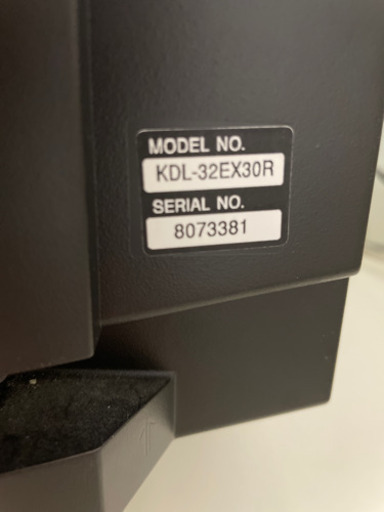 MODEL NO.
KDL-32EX30R
SERIAL NO.
8073381